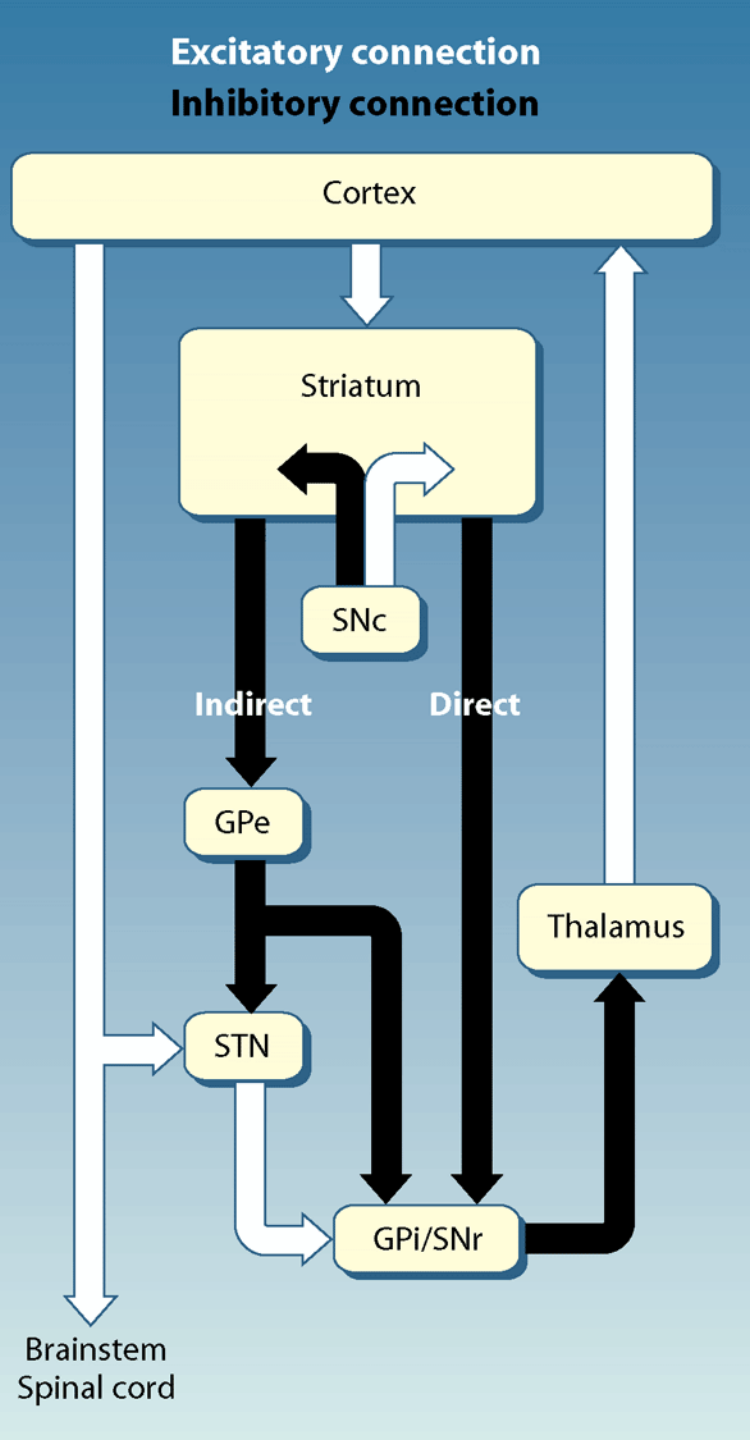 Excitatory connection
Inhibitory connection
Cortex
Striatum
SNc
Indirect
Direct
GPe
Thalamus
STN
GPi/SNr
Brainstem
Spinal cord